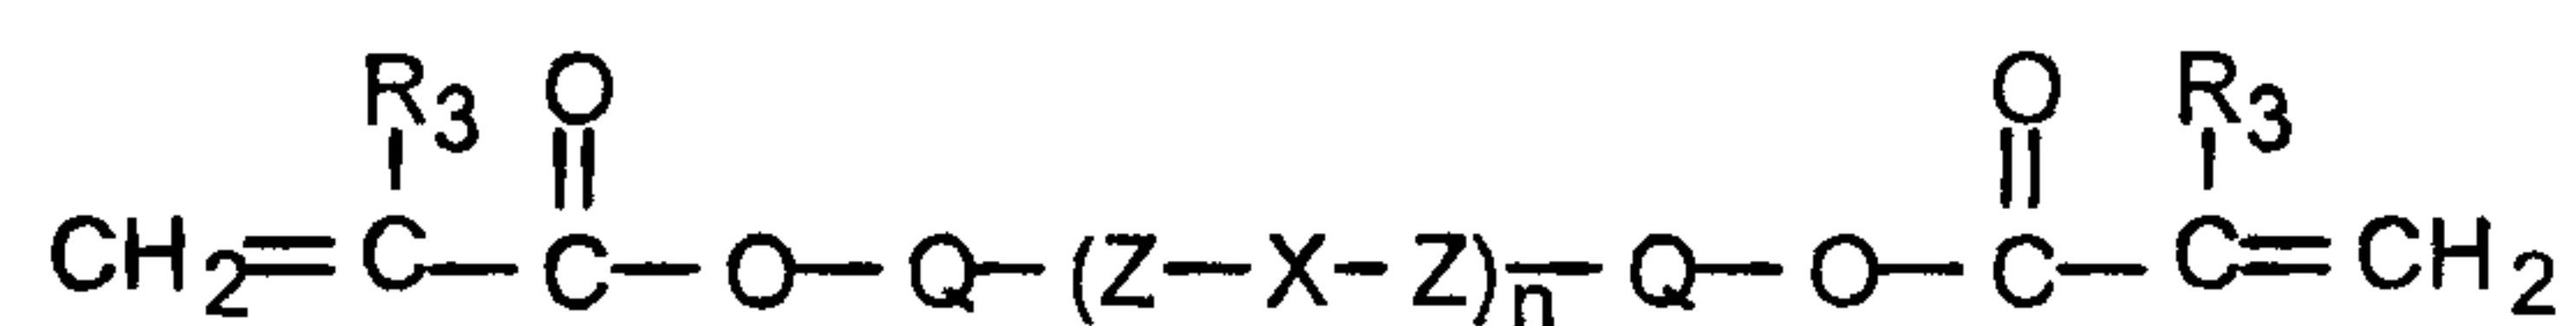 R3 O O R3
CH2=C—C—O—Q—(Z—X—Z)n—Q—O—C—C=CH2